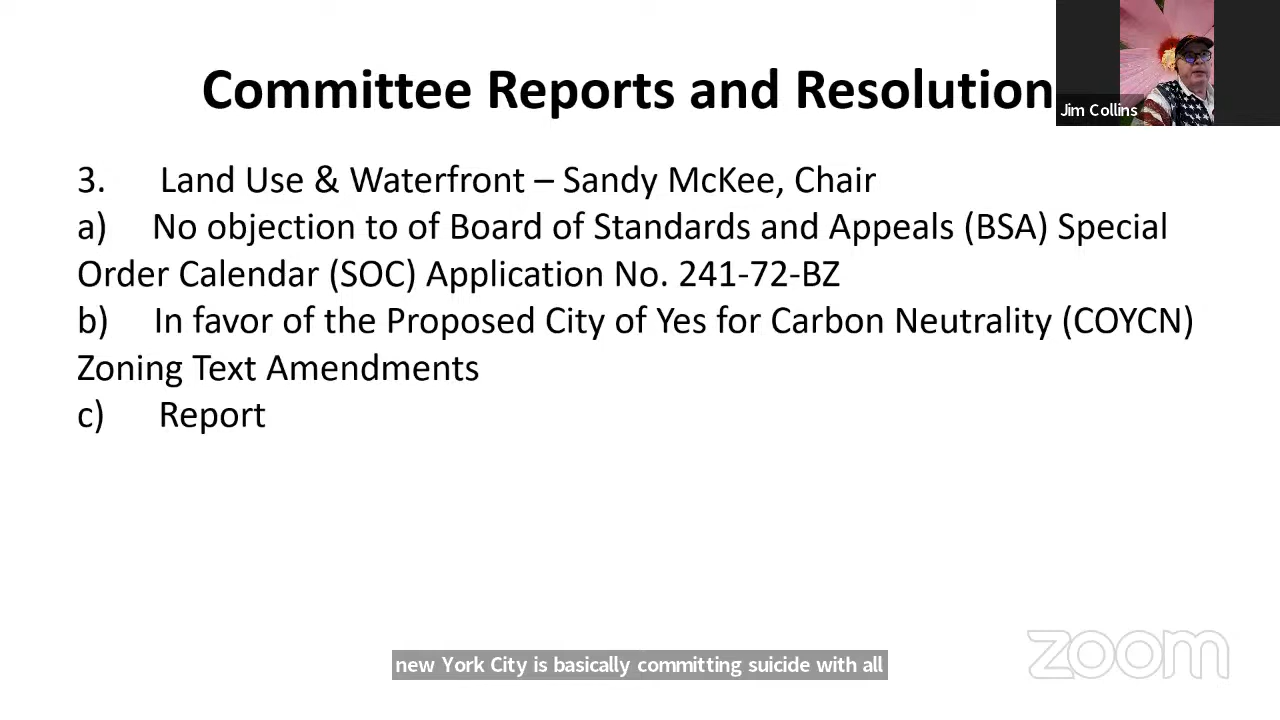 Committee Reports and Resolution
Jim Collins
3. Land Use & Waterfront – Sandy McKee, Chair
a) No objection to of Board of Standards and Appeals (BSA) Special
Order Calendar (SOC) Application No. 241-72-BZ
b) In favor of the Proposed City of Yes for Carbon Neutrality (COYCN)
Zoning Text Amendments
c) Report
new York City is basically committing suicide with all
zoom